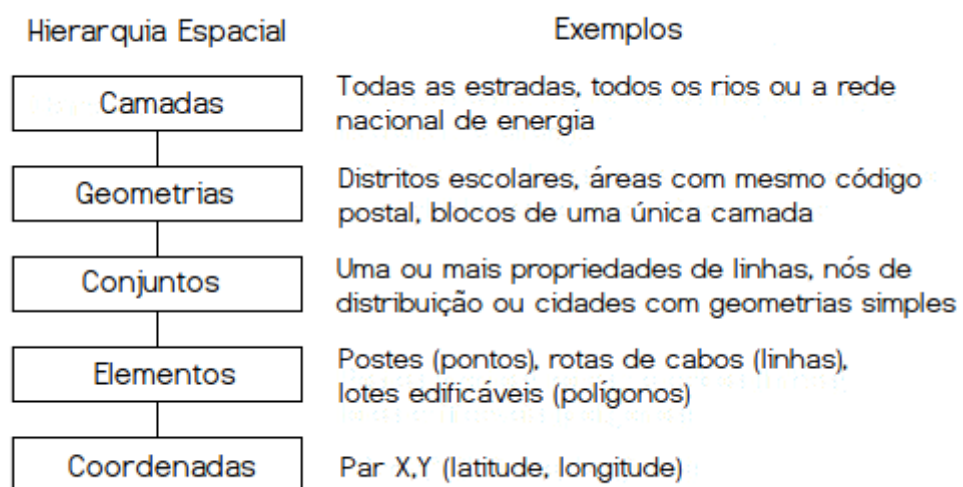 Hierarquia Espacial
Exemplos
Camadas
Todas as estradas, todos os rios ou a rede
nacional de energia
Geometrias
Distritos escolares, áreas com mesmo código
postal, blocos de uma única camada
Conjuntos
Uma ou mais propriedades de linhas, nós de
distribuição ou cidades com geometrias simples
Elementos
Postes (pontos), rotas de cabos (linhas),
lotes edificáveis (polígonos)
Coordenadas
Par X,Y (latitude, longitude)